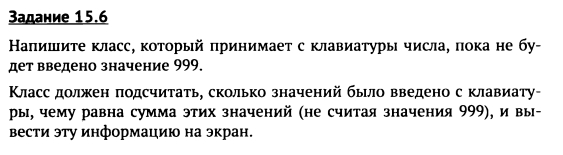 Задание 15.6
Напишите класс, который принимает с клавиатуры числа, пока не бу-
дет введено значение 999.
Класс должен подсчитать, сколько значений было введено с клавиату-
ры, чему равна сумма этих значений (не считая значения 999), и вы-
вести эту информацию на экран.